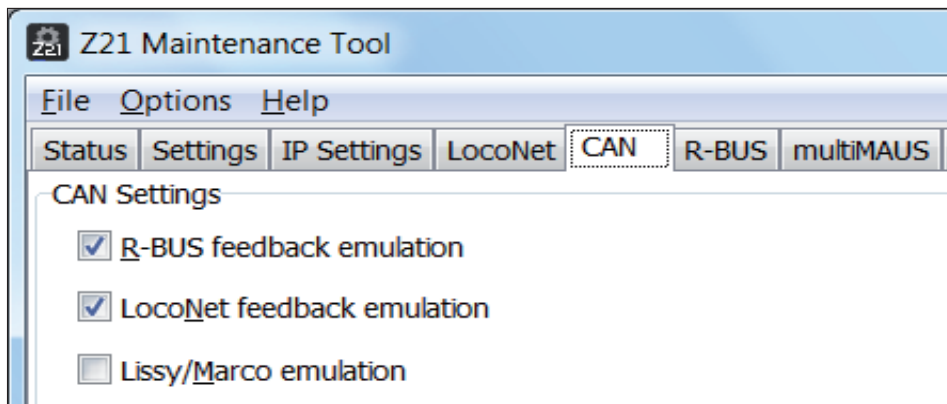 Z21 Maintenance Tool
File Options Help
Status Settings IP Settings LocoNet CAN R-BUS multiMAUS
CAN Settings
R-BUS feedback emulation
LocoNet feedback emulation
Lissy/Marco emulation